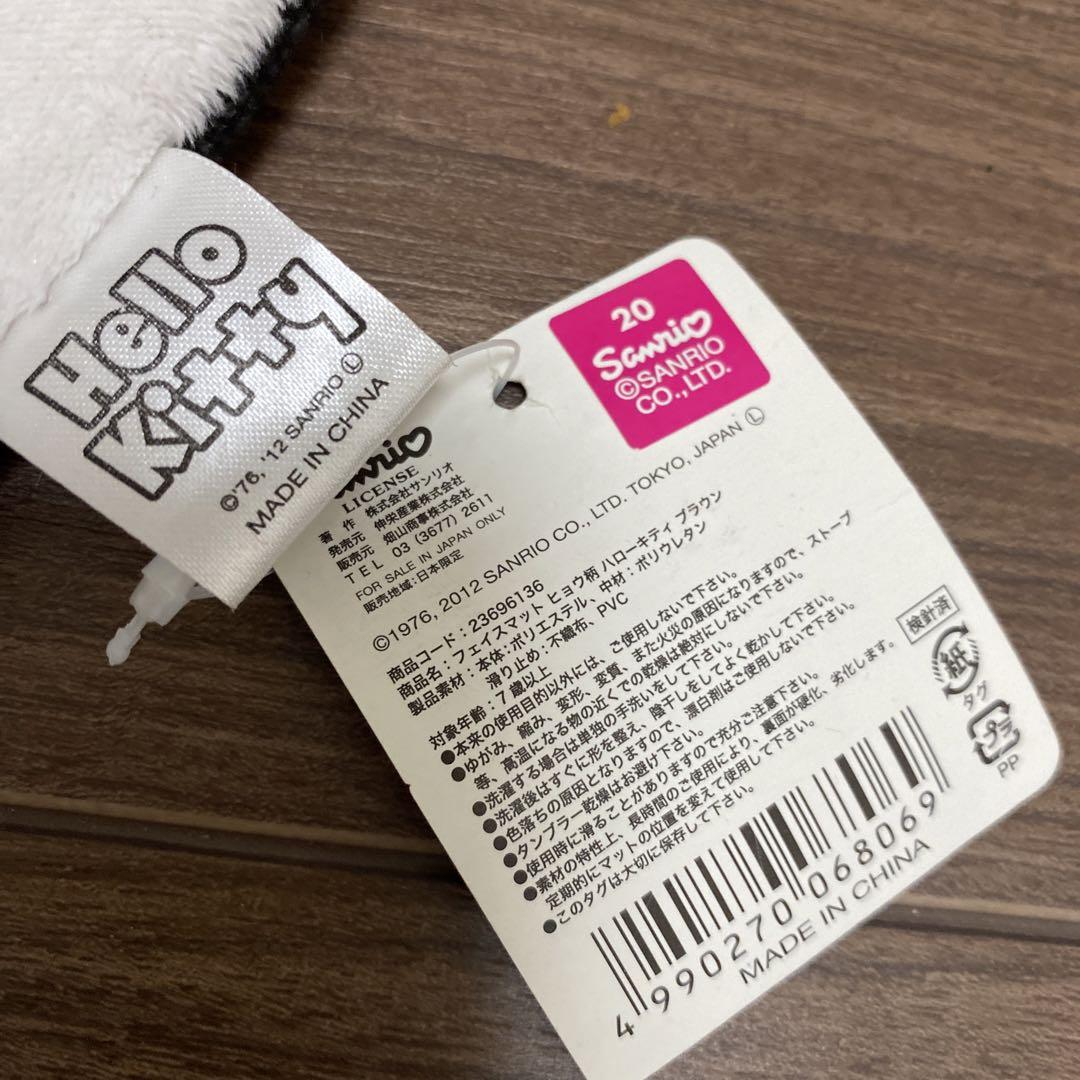 Hello
Kitty
©'76, '12 SANRIO Ⓛ
MADE IN CHINA
20
Sanrio
©SANRIO
CO.,LTD.
LICENSE
著 作 株式会社サンリオ
発売元 伸栄産業株式会社
販売元 畑山商事株式会社
TEL 03 (3677) 2611
FOR SALE IN JAPAN ONLY
販売地域:日本限定
©1976, 2012 SANRIO CO., LTD. TOKYO, JAPAN Ⓛ
商品コード:23696136
商品名:フェイスマット ヒョウ柄 ハローキティ ブラウン
製品素材:本体:ポリエステル、中材:ポリウレタン
滑り止め:不織布、PVC
対象年齢:7歳以上
●本来の使用目的以外には、ご使用しないで下さい。
●ゆがみ、縮み、変形、変質、また火災の原因になりますので、ストーブ
等、高温になる物の近くでの乾燥は絶対にしないで下さい。
●洗濯する場合は単独の手洗いをして下さい。
●洗濯後はすぐに形を整え、陰干しをしてよく乾かして下さい。
●色落ちの原因となりますので、漂白剤はご使用しないで下さい。
●タンブラー乾燥はお避け下さい。
●使用時に滑ることがありますので充分ご注意下さい。
●素材の特性上、長時間のご使用により、裏面が硬化、劣化します。
定期的にマットの位置を変えて使用して下さい。
●このタグは大切に保存して下さい。
検針済
紙
タグ
PP
4 990270 068069
MADE IN CHINA